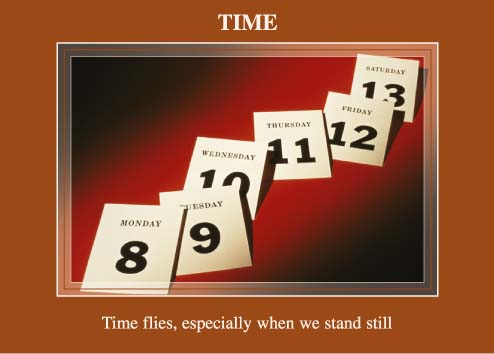 TIME
MONDAY
8
TUESDAY
9
WEDNESDAY
10
THURSDAY
11
FRIDAY
12
SATURDAY
13
Time flies, especially when we stand still